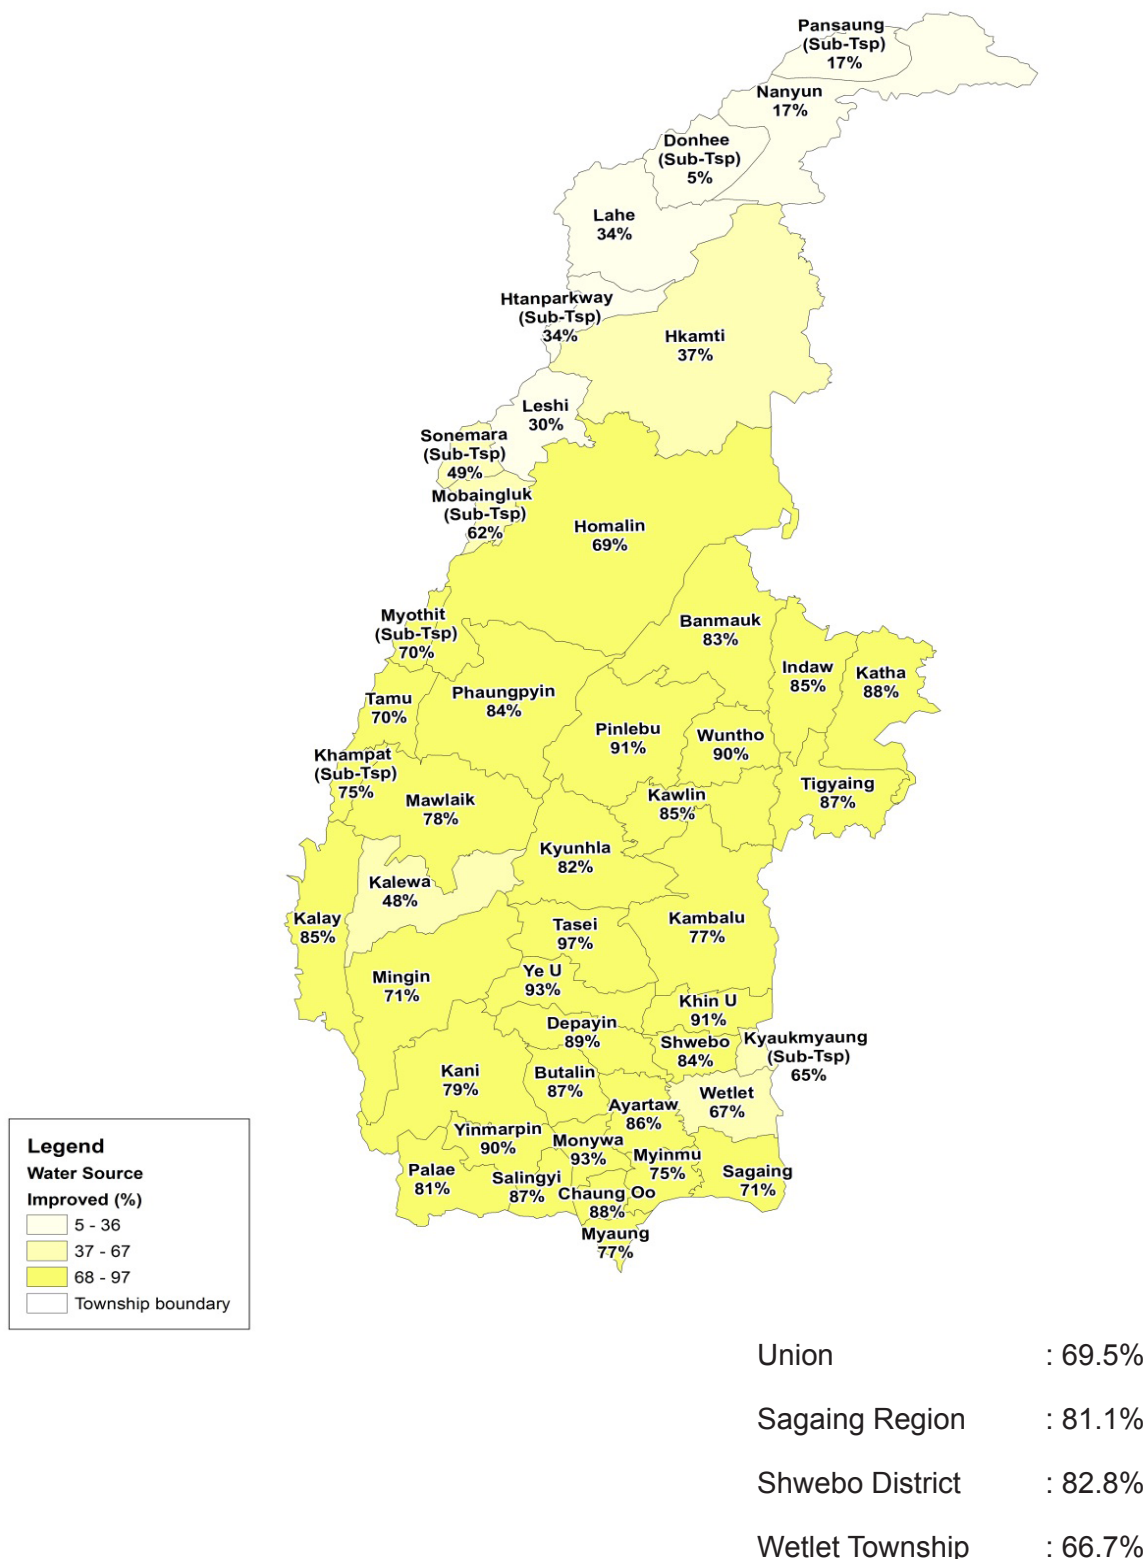 Pansaung
(Sub-Tsp)
17%
Nanyun
17%
Donhee
(Sub-Tsp)
5%
Lahe
34%
Htanparkway
(Sub-Tsp)
34%
Hkamti
37%
Leshi
30%
Sonemara
(Sub-Tsp)
49%
Mobaingluk
(Sub-Tsp)
62%
Homalin
69%
Myothit
(Sub-Tsp)
70%
Banmauk
83%
Indaw
85%
Katha
88%
Tamu
70%
Phaungpyin
84%
Pinlebu
91%
Wuntho
90%
Khampat
(Sub-Tsp)
75%
Mawlaik
78%
Kawlin
85%
Tigyaing
87%
Kyunhla
82%
Kalewa
48%
Kalay
85%
Tasei
97%
Kambalu
77%
Mingin
71%
Ye U
93%
Khin U
91%
Depayin
89%
Shwebo
84%
Kyaukmyaung
(Sub-Tsp)
65%
Kani
79%
Butalin
87%
Wetlet
67%
Ayartaw
86%
Yinmarpin
90%
Monywa
93%
Myinmu
75%
Palae
81%
Salingyi
87%
Sagaing
71%
Chaung Oo
88%
Myaung
77%
Legend
Water Source
Improved (%)
5 - 36
37 - 67
68 - 97
Township boundary
Union : 69.5%
Sagaing Region : 81.1%
Shwebo District : 82.8%
Wetlet Township : 66.7%